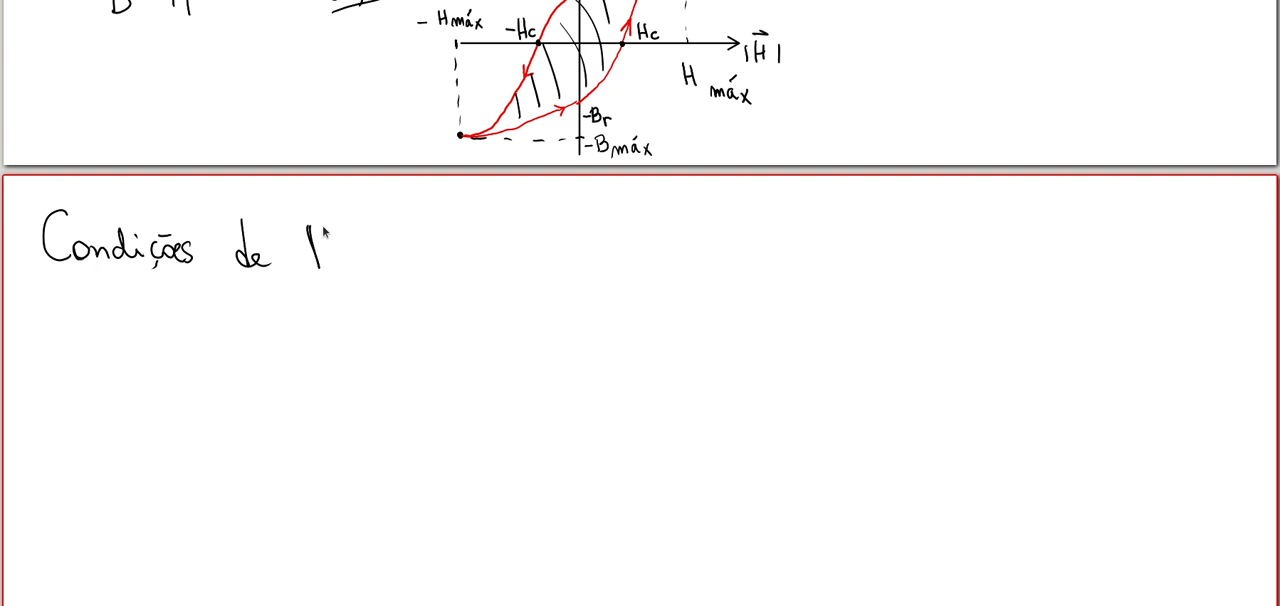 - Hmáx
-Hc
Hc
|H⃗|
H máx
-Br
-Bmáx
Condições de